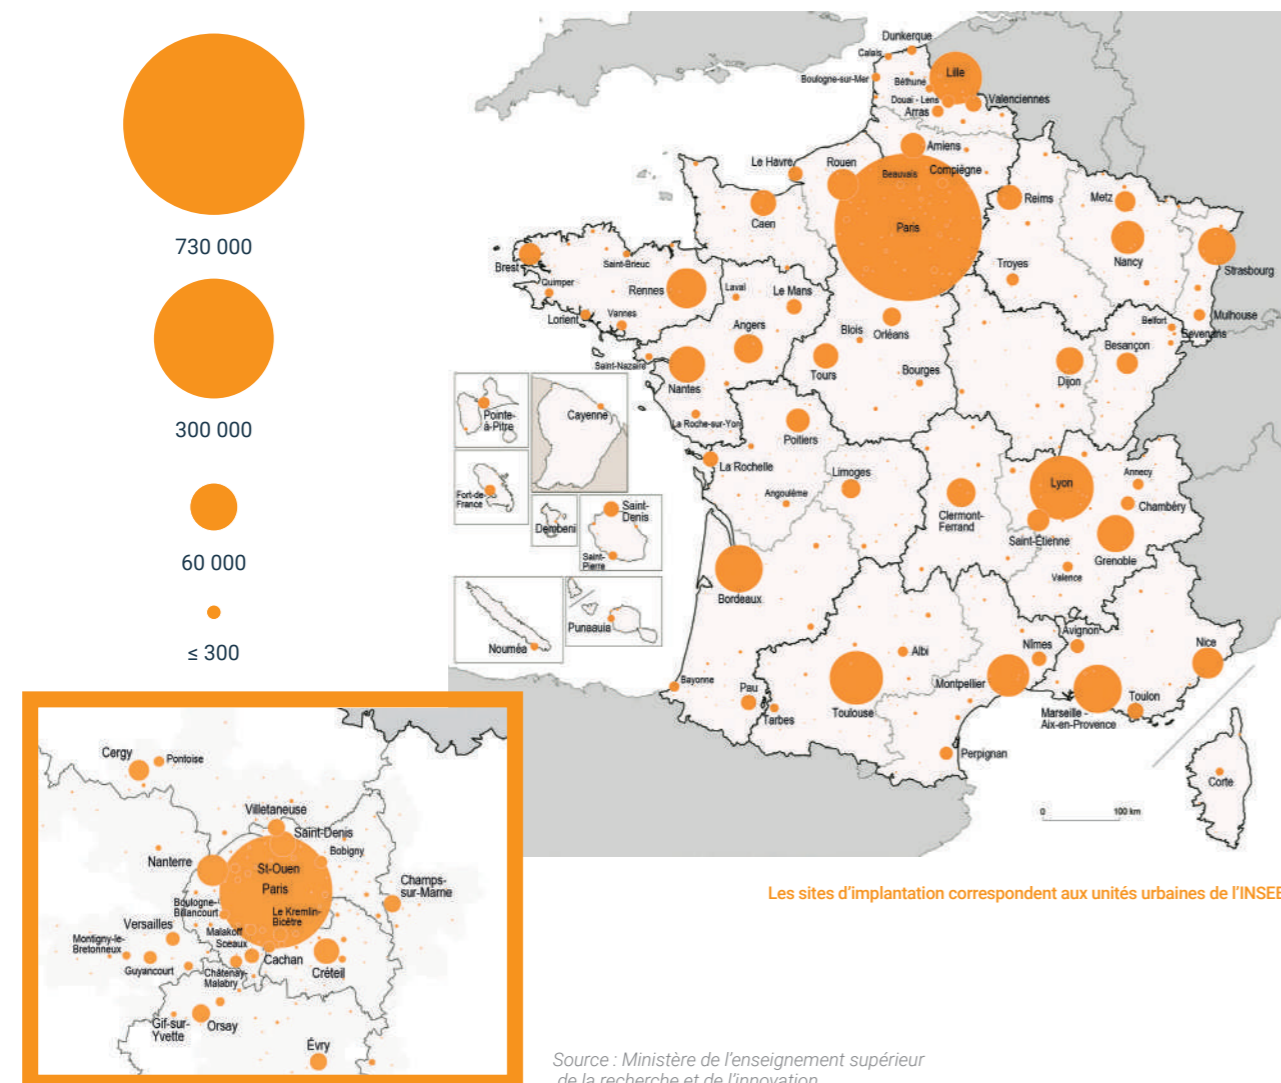 730 000
300 000
60 000
≤ 300
Dunkerque
Calais
Boulogne-sur-Mer
Béthune
Lille
Douai - Lens
Arras
Valenciennes
Amiens
Le Havre
Rouen
Beauvais
Compiègne
Caen
Paris
Reims
Metz
Nancy
Strasbourg
Troyes
Brest
Saint-Brieuc
Quimper
Rennes
Laval
Le Mans
Lorient
Vannes
Angers
Blois
Orléans
Belfort
Mulhouse
Sevenans
Besançon
Saint-Nazaire
Nantes
Tours
Bourges
Dijon
Pointe-
à-Pitre
Cayenne
La Roche-sur-Yon
Poitiers
La Rochelle
Limoges
Angoulême
Clermont-
Ferrand
Lyon
Annecy
Chambéry
Saint-Étienne
Grenoble
Valence
Fort-de-
France
Dembeni
Saint-
Denis
Saint-
Pierre
Bordeaux
Nouméa
Punaauia
Bayonne
Pau
Tarbes
Toulouse
Albi
Montpellier
Nîmes
Avignon
Nice
Marseille -
Aix-en-Provence
Toulon
Perpignan
Corte
0 100 km
Cergy
Pontoise
Villetaneuse
Saint-Denis
Bobigny
Nanterre
St-Ouen
Paris
Champs-
sur-Marne
Boulogne-
Billancourt
Le Kremlin-
Bicêtre
Versailles
Malakoff
Sceaux
Montigny-le-
Bretonneux
Guyancourt
Châtenay-
Malabry
Cachan
Créteil
Gif-sur-
Yvette
Orsay
Évry
Les sites d'implantation correspondent aux unités urbaines de l'INSEE
Source : Ministère de l'enseignement supérieur
de la recherche et de l'innovation